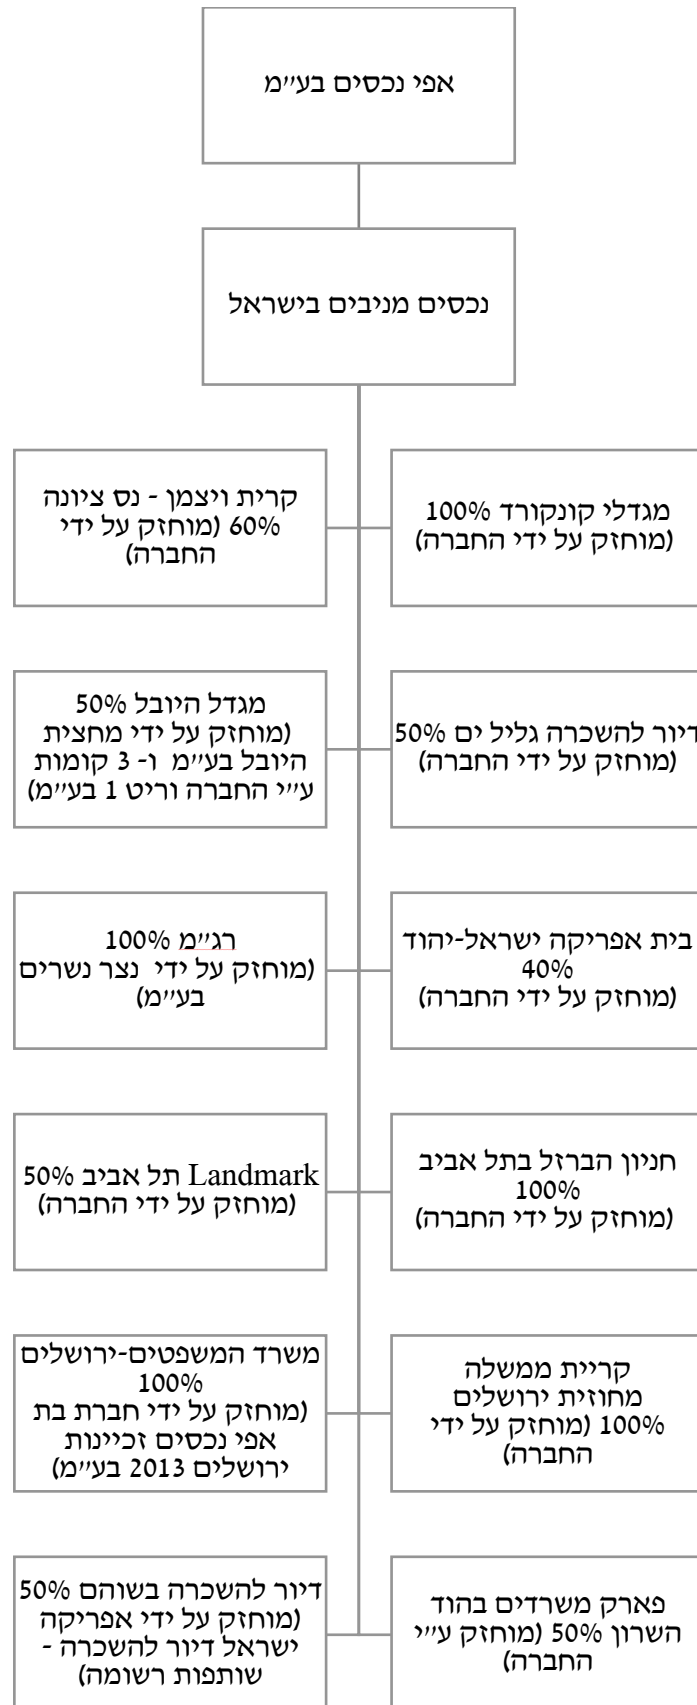 אפי נכסים בע״מ
נכסים מניבים בישראל
מגדלי קונקורד 100%
(מוחזק על ידי החברה)
קרית ויצמן - נס ציונה
60% (מוחזק על ידי
החברה)
דיור להשכרה גליל ים 50%
(מוחזק על ידי החברה)
מגדל היובל 50%
(מוחזק על ידי מחצית
היובל בע״מ ו- 3 קומות
ע״י החברה וריט 1 בע״מ)
בית אפריקה ישראל-יהוד
40%
(מוחזק על ידי החברה)
רג״מ 100%
(מוחזק על ידי נצר נשרים
בע״מ)
חניון הברזל בתל אביב
100%
(מוחזק על ידי החברה)
Landmark תל אביב 50%
(מוחזק על ידי החברה)
קריית ממשלה
מחוזית ירושלים
100% (מוחזק על ידי
החברה)
משרד המשפטים-ירושלים
100%
(מוחזק על ידי חברת בת
אפי נכסים זכיינות
ירושלים 2013 בע״מ)
פארק משרדים בהוד
השרון 50% (מוחזק ע״י
החברה)
דיור להשכרה בשוהם 50%
(מוחזק על ידי אפריקה
ישראל דיור להשכרה -
שותפות רשומה)